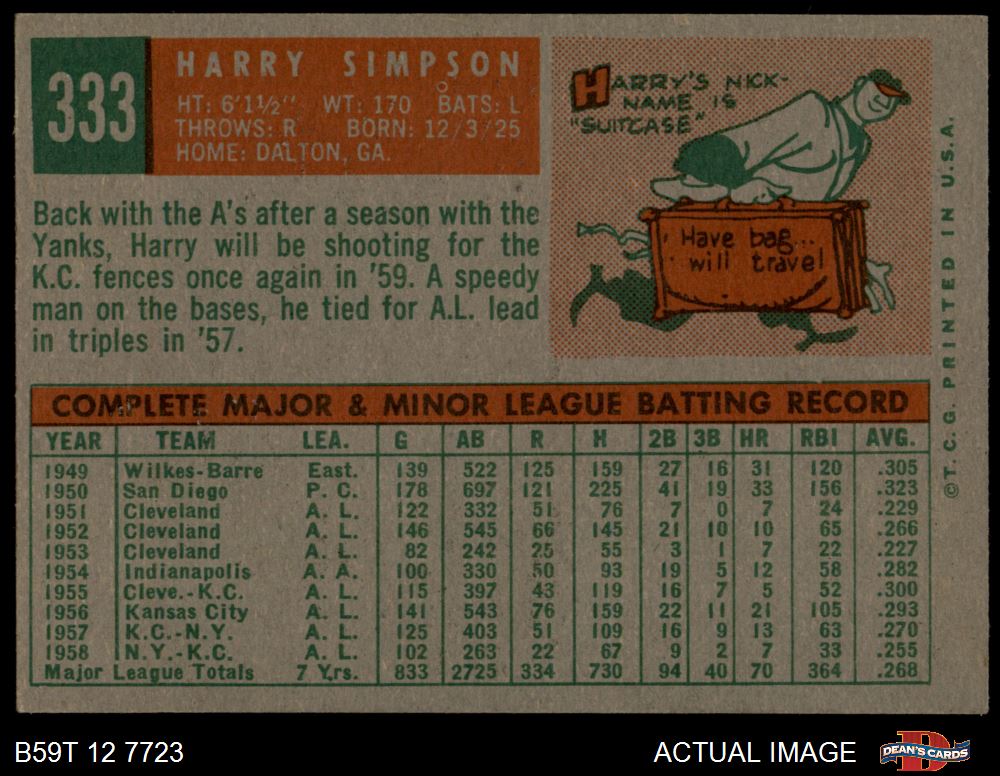 333
HARRY SIMPSON
HT: 6'1½" WT: 170 BATS: L
THROWS: R BORN: 12/3/25
HOME: DALTON, GA.
HARRY'S NICK-
NAME IS
"SUITCASE"
Have bag...
will travel
Back with the A's after a season with the
Yanks, Harry will be shooting for the
K.C. fences once again in '59. A speedy
man on the bases, he tied for A.L. lead
in triples in '57.
©T. C. G. PRINTED IN U.S.A.
COMPLETE MAJOR & MINOR LEAGUE BATTING RECORD
YEAR TEAM LEA. G AB R H 2B 3B HR RBI AVG.
1949 Wilkes-Barre East. 139 522 125 159 27 16 31 120 .305
1950 San Diego P. C. 178 697 121 225 41 19 33 156 .323
1951 Cleveland A. L. 122 332 51 76 7 0 7 24 .229
1952 Cleveland A. L. 146 545 66 145 21 10 10 65 .266
1953 Cleveland A. L. 82 242 25 55 3 1 7 22 .227
1954 Indianapolis A. A. 100 330 50 93 19 5 12 58 .282
1955 Cleve.-K.C. A. L. 115 397 43 119 16 7 5 52 .300
1956 Kansas City A. L. 141 543 76 159 22 11 21 105 .293
1957 K.C.-N.Y. A. L. 125 403 51 109 16 9 13 63 .270
1958 N.Y.-K.C. A. L. 102 263 22 67 9 2 7 33 .255
Major League Totals 7 Yrs. 833 2725 334 730 94 40 70 364 .268
B59T 12 7723
ACTUAL IMAGE
DEAN'S CARDS